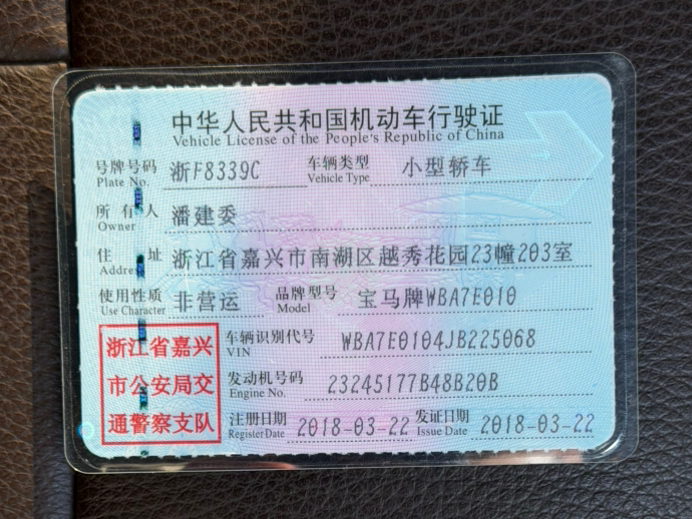 中华人民共和国机动车行驶证
Vehicle License of the People's Republic of China
号牌号码 浙F8339C 车辆类型 小型轿车
Plate No. Vehicle Type
所有人 潘建委
Owner
住址 浙江省嘉兴市南湖区越秀花园23幢203室
Address
使用性质 非营运 品牌型号 宝马牌WBA7E010
Use Character Model
浙江省嘉兴
市公安局交
通警察支队
车辆识别代号 WBA7E0104JB225068
VIN
发动机号码 23245177B48B20B
Engine No.
注册日期 2018-03-22 发证日期 2018-03-22
Register Date Issue Date